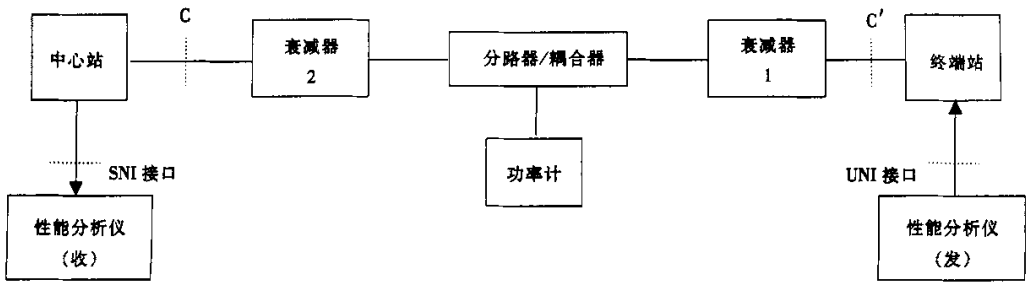 C
C′
中心站
衰减器
2
分路器/耦合器
衰减器
1
终端站
SNI 接口
功率计
UNI 接口
性能分析仪
(收)
性能分析仪
(发)